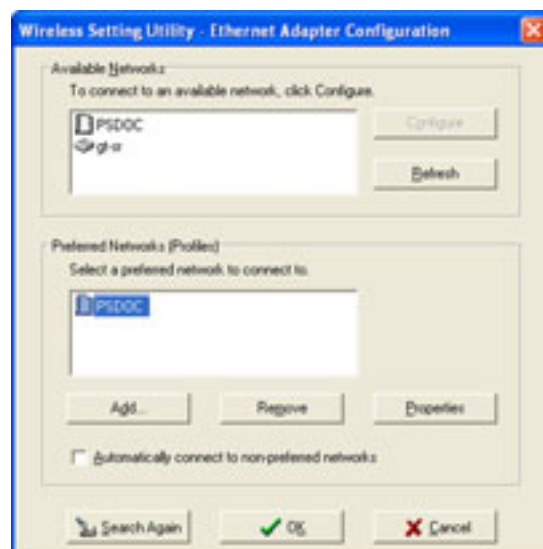 Wireless Setting Utility - Ethernet Adapter Configuration
Available Networks
To connect to an available network, click Configure.
PSDOC
Configure
gt-sr
Refresh
Preferred Networks (Profiles)
Select a preferred network to connect to.
PSDOC
Add...
Remove
Properties
Automatically connect to non-preferred networks
Search Again
OK
Cancel